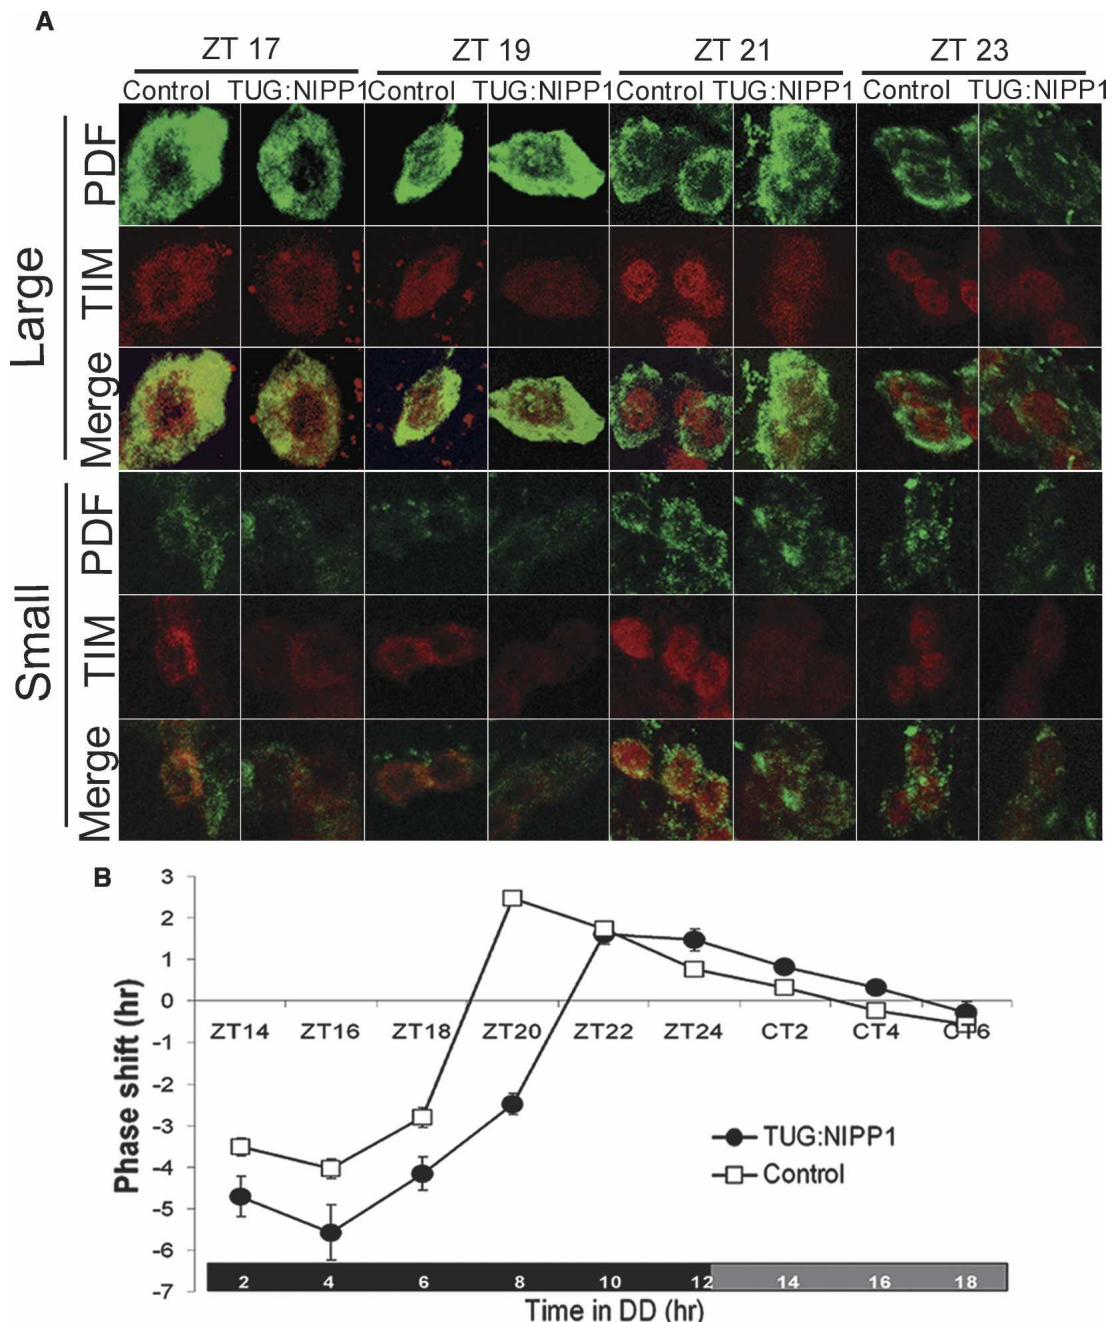 A
ZT 17 ZT 19 ZT 21 ZT 23
Control TUG:NIPP1 Control TUG:NIPP1 Control TUG:NIPP1 Control TUG:NIPP1
Large
PDF
TIM
Merge
Small
PDF
TIM
Merge
B
3
2
1
0
-1
-2
-3
-4
-5
-6
-7
Phase shift (hr)
ZT14 ZT16 ZT18 ZT20 ZT22 ZT24 CT2 CT4 CT6
TUG:NIPP1
Control
2 4 6 8 10 12 14 16 18
Time in DD (hr)